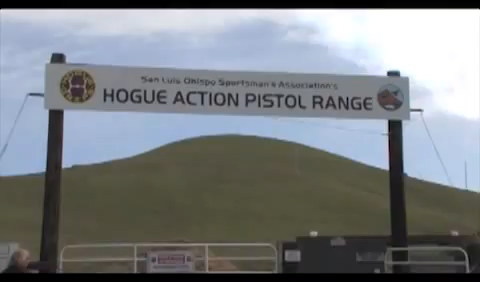 San Luis Obispo Sportsman's Association's
HOGUE ACTION PISTOL RANGE